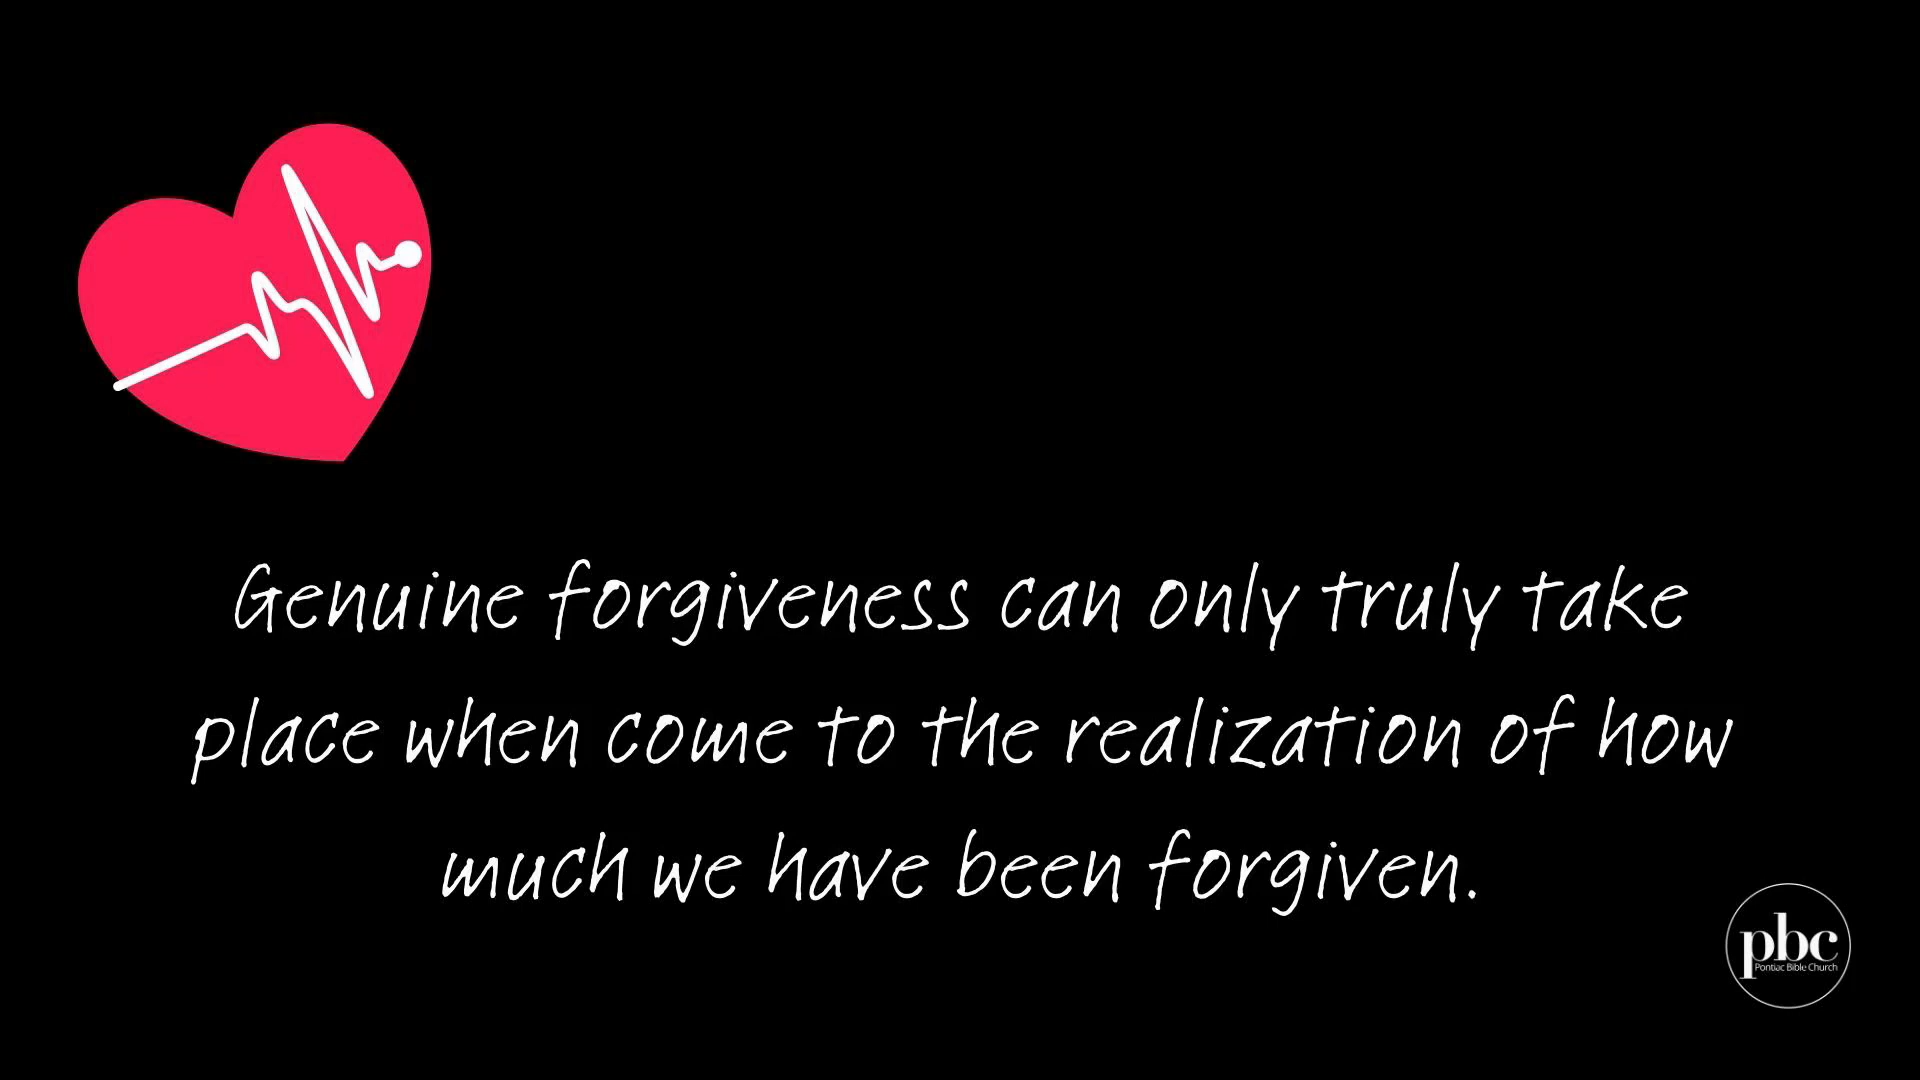 Genuine forgiveness can only truly take
place when come to the realization of how
much we have been forgiven.
pbc
Pontiac Bible Church